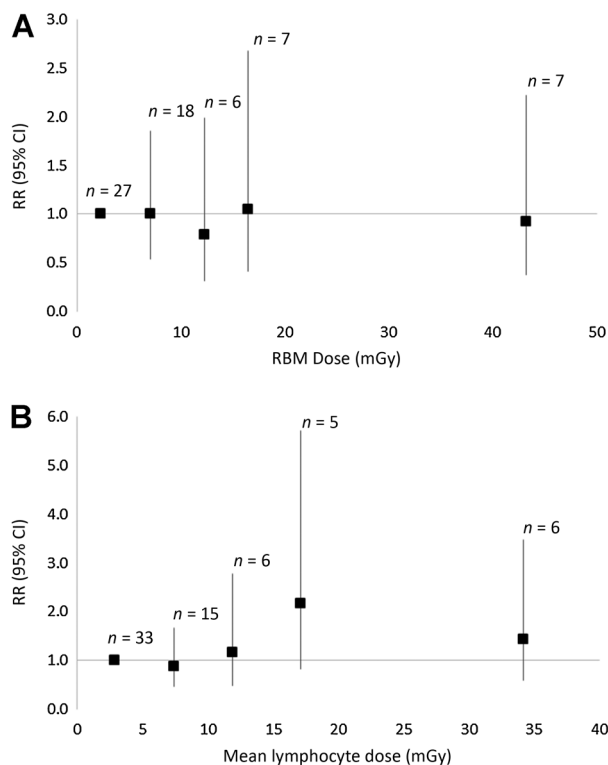 A
3.0
n = 7
2.5
n = 18
n = 6
n = 7
2.0
RR (95% CI)
1.5
n = 27
1.0
0.5
0.0
0 10 20 30 40 50
RBM Dose (mGy)
B
6.0
n = 5
5.0
4.0
n = 6
RR (95% CI)
3.0
n = 6
2.0
n = 33
n = 15
1.0
0.0
0 5 10 15 20 25 30 35 40
Mean lymphocyte dose (mGy)